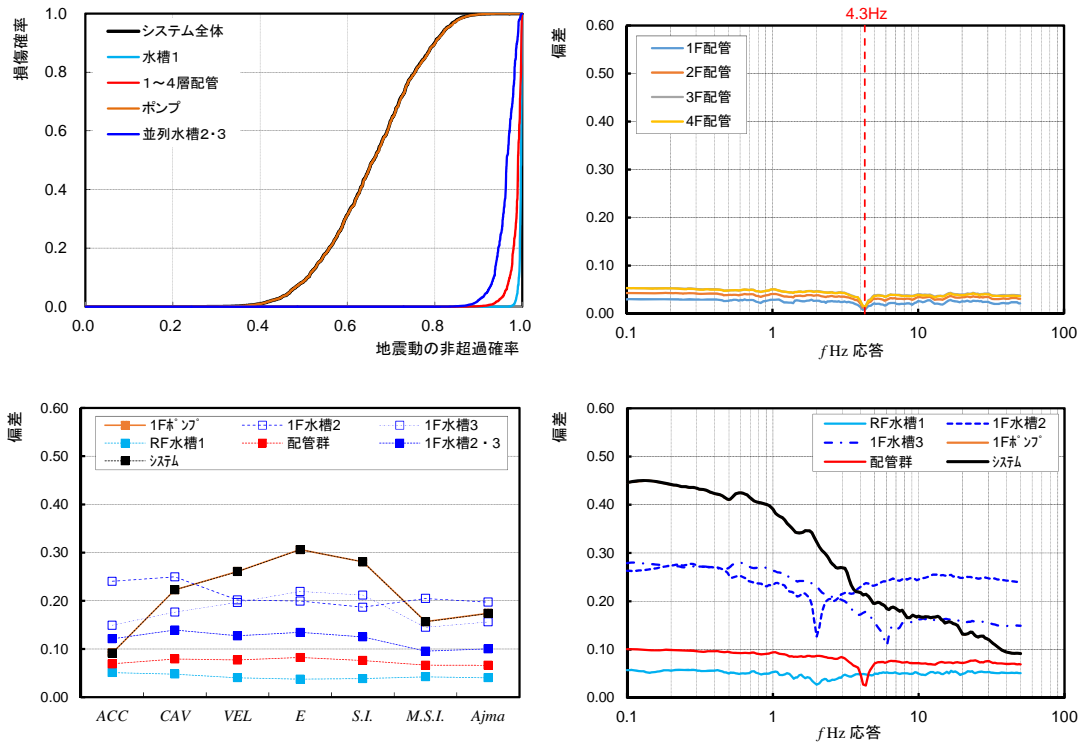 損傷確率
1.0
0.8
0.6
0.4
0.2
0.0
システム全体
水槽1
1～4層配管
ポンプ
並列水槽2・3
0.0
0.2
0.4
0.6
0.8
1.0
地震動の非超過確率
4.3Hz
偏差
0.60
0.50
0.40
0.30
0.20
0.10
0.00
1F配管
2F配管
3F配管
4F配管
0.1
1
10
100
f Hz 応答
偏差
0.60
0.50
0.40
0.30
0.20
0.10
0.00
1Fﾎﾟﾝﾌﾟ
1F水槽2
1F水槽3
RF水槽1
配管群
1F水槽2・3
ｼｽﾃﾑ
ACC
CAV
VEL
E
S.I.
M.S.I.
Ajma
偏差
0.60
0.50
0.40
0.30
0.20
0.10
0.00
RF水槽1
1F水槽2
1F水槽3
1Fﾎﾟﾝﾌﾟ
配管群
ｼｽﾃﾑ
0.1
1
10
100
f Hz 応答